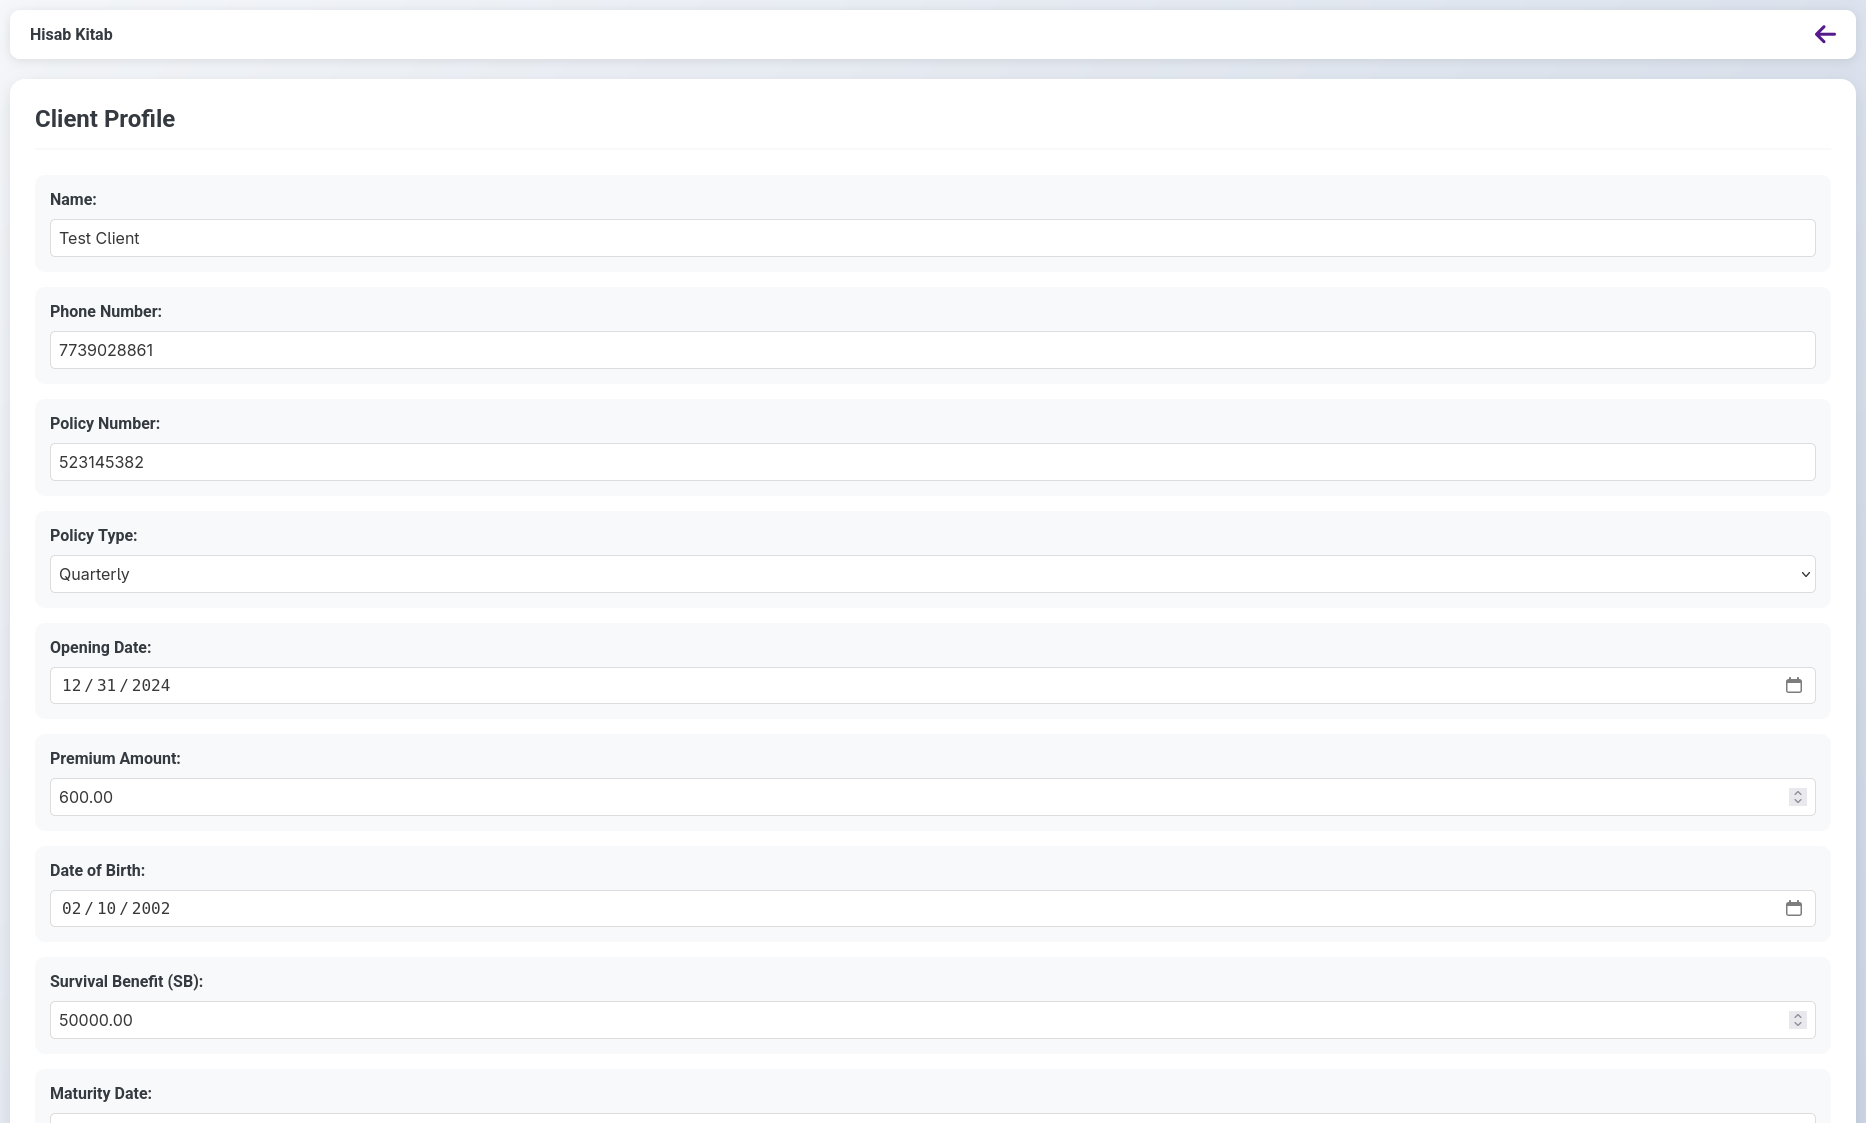 Hisab Kitab
Client Profile
Name:
Test Client
Phone Number:
7739028861
Policy Number:
523145382
Policy Type:
Quarterly
Opening Date:
12/31/2024
Premium Amount:
600.00
Date of Birth:
02/10/2002
Survival Benefit (SB):
50000.00
Maturity Date: